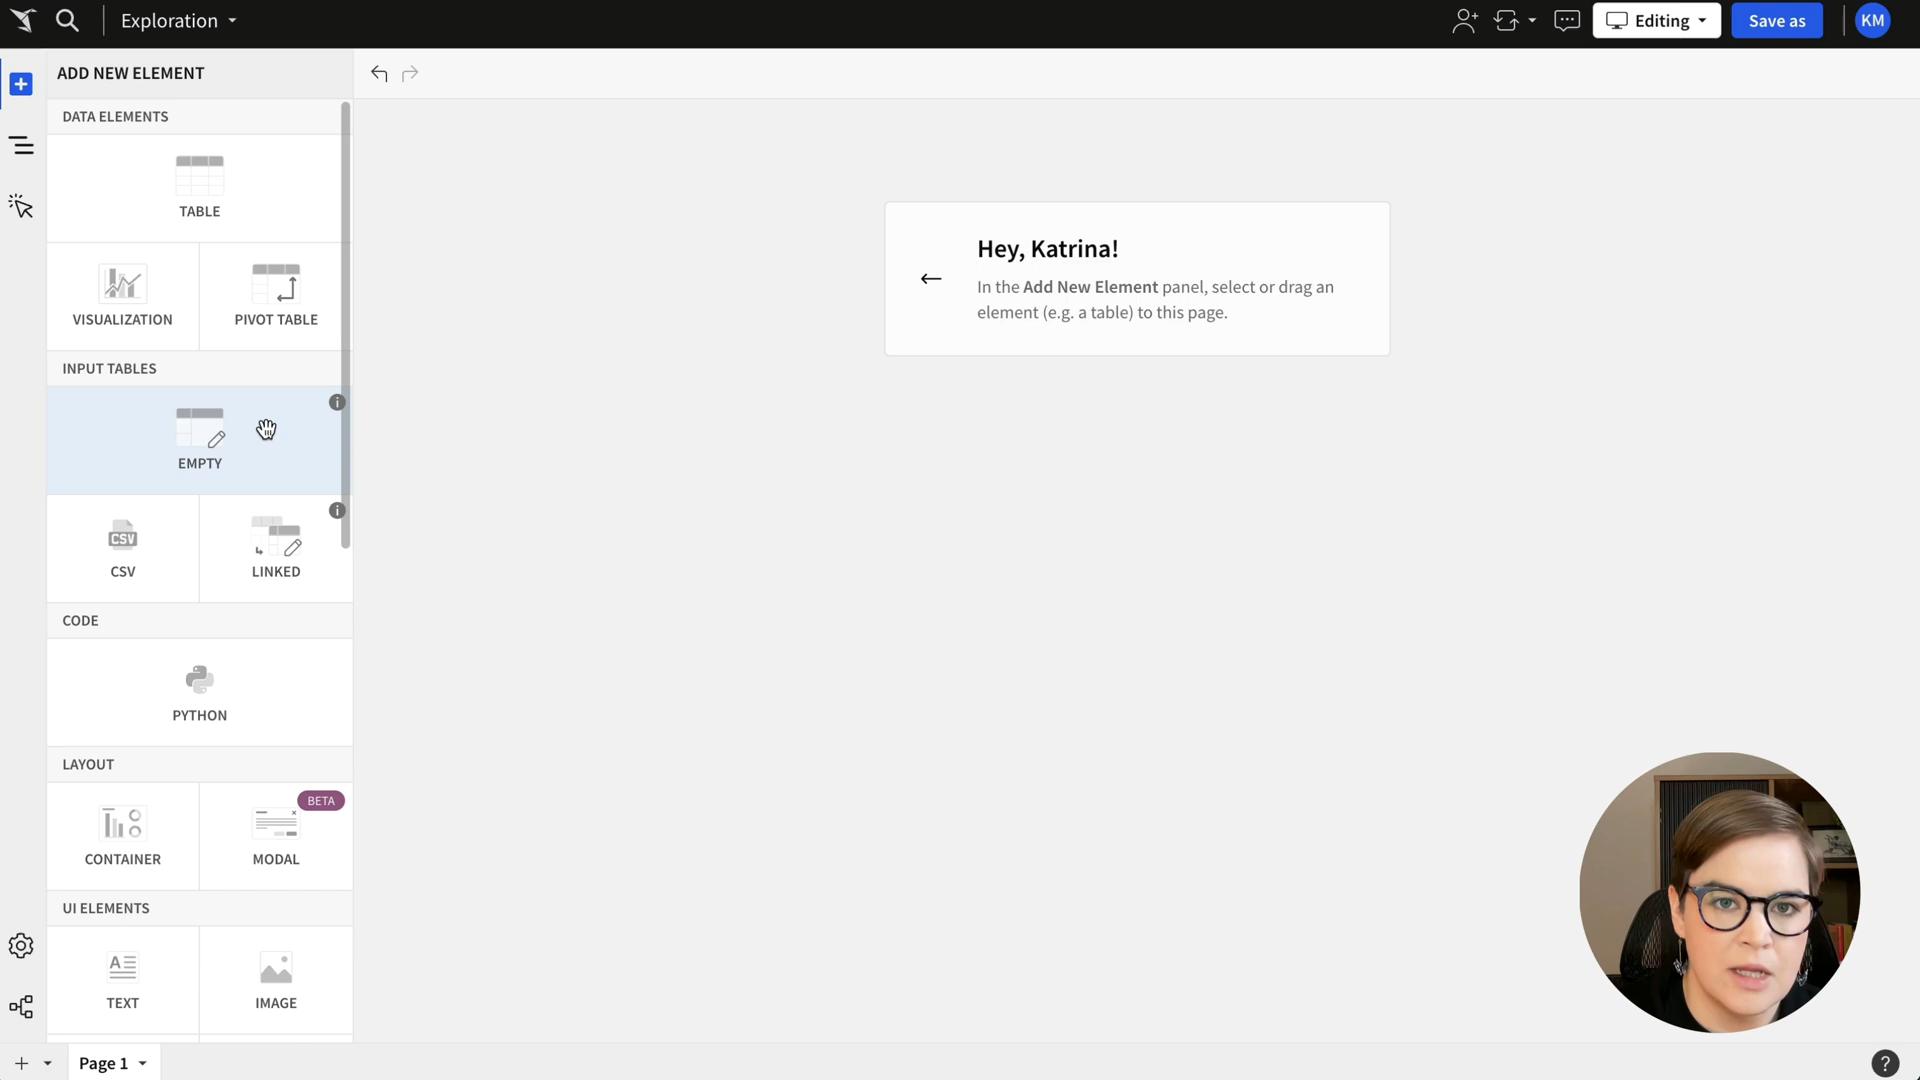 Exploration
Editing
Save as
KM
ADD NEW ELEMENT
DATA ELEMENTS
TABLE
VISUALIZATION
PIVOT TABLE
INPUT TABLES
EMPTY
CSV
CSV
LINKED
CODE
PYTHON
LAYOUT
BETA
CONTAINER
MODAL
UI ELEMENTS
TEXT
IMAGE
Hey, Katrina!
In the Add New Element panel, select or drag an
element (e.g. a table) to this page.
Page 1